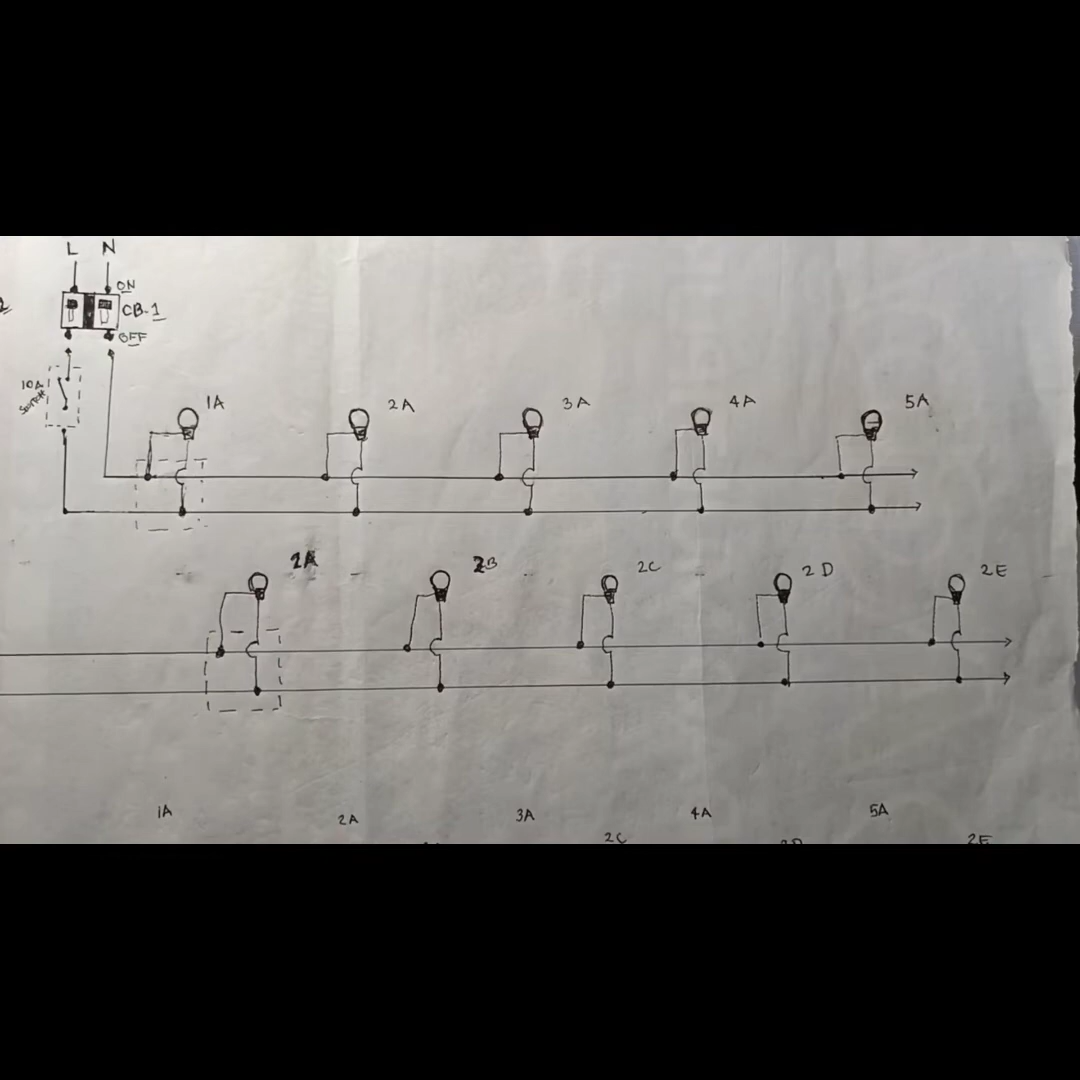 L N
ON
CB-1
OFF
10A
SWITCH
1A 2A 3A 4A 5A
2A 2B 2C 2D 2E
1A 2A 3A 4A 5A
2C 2D 2E